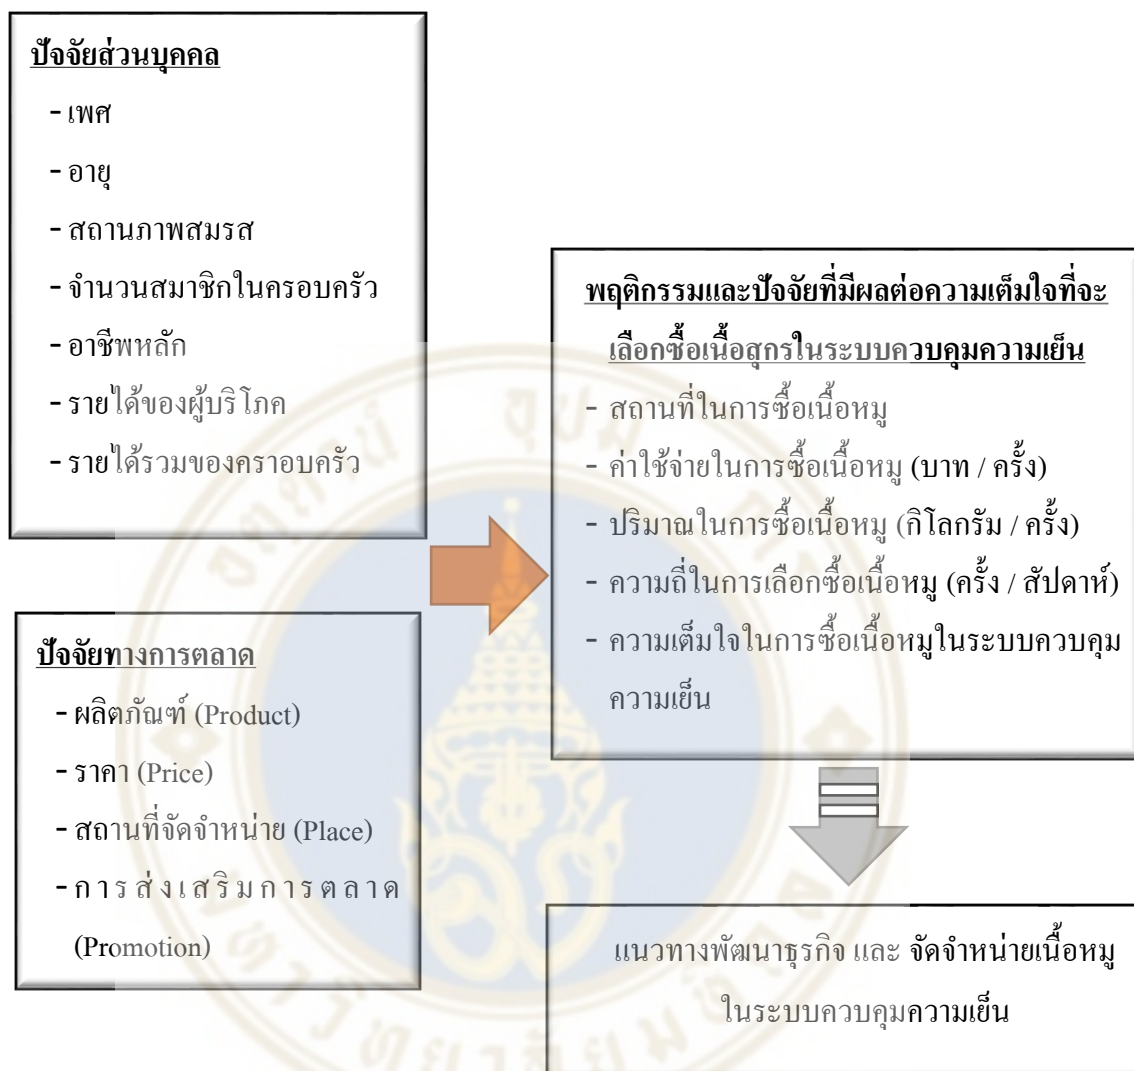 ปัจจัยส่วนบุคคล
- เพศ
- อายุ
- สถานภาพสมรส
- จำนวนสมาชิกในครอบครัว
- อาชีพหลัก
- รายได้ของผู้บริโภค
- รายได้รวมของคราอบครัว
ปัจจัยทางการตลาด
- ผลิตภัณฑ์ (Product)
- ราคา (Price)
- สถานที่จัดจำหน่าย (Place)
- การส่งเสริมการตลาด
(Promotion)
พฤติกรรมและปัจจัยที่มีผลต่อความเต็มใจที่จะ
เลือกซื้อเนื้อสุกรในระบบควบคุมความเย็น
- สถานที่ในการซื้อเนื้อหมู
- ค่าใช้จ่ายในการซื้อเนื้อหมู (บาท / ครั้ง)
- ปริมาณในการซื้อเนื้อหมู (กิโลกรัม / ครั้ง)
- ความถี่ในการเลือกซื้อเนื้อหมู (ครั้ง / สัปดาห์)
- ความเต็มใจในการซื้อเนื้อหมูในระบบควบคุม
ความเย็น
แนวทางพัฒนาธุรกิจ และ จัดจำหน่ายเนื้อหมู
ในระบบควบคุมความเย็น